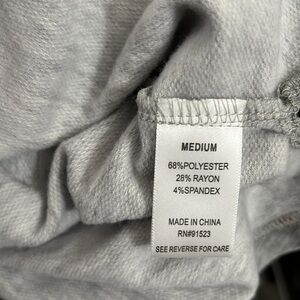 MEDIUM
68%POLYESTER
28% RAYON
4%SPANDEX
MADE IN CHINA
RN#91523
SEE REVERSE FOR CARE